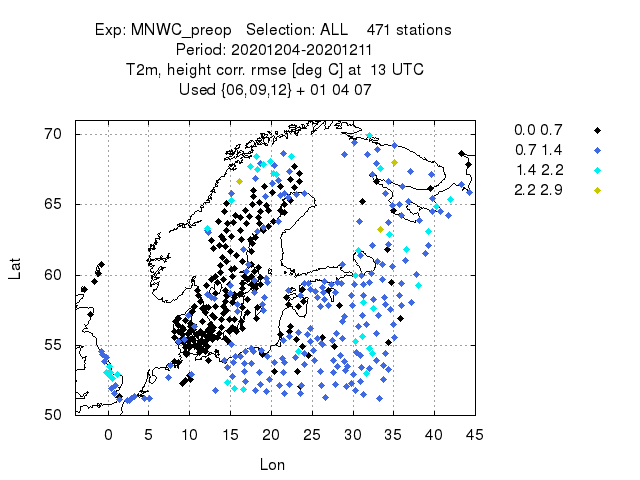 Exp: MNWC_preop   Selection: ALL    471 stations
Period: 20201204-20201211
T2m, height corr. rmse [deg C] at  13 UTC
Used {06,09,12} + 01 04 07
0.0 0.7
0.7 1.4
1.4 2.2
2.2 2.9
Lat
70
65
60
55
50
0 5 10 15 20 25 30 35 40 45
Lon